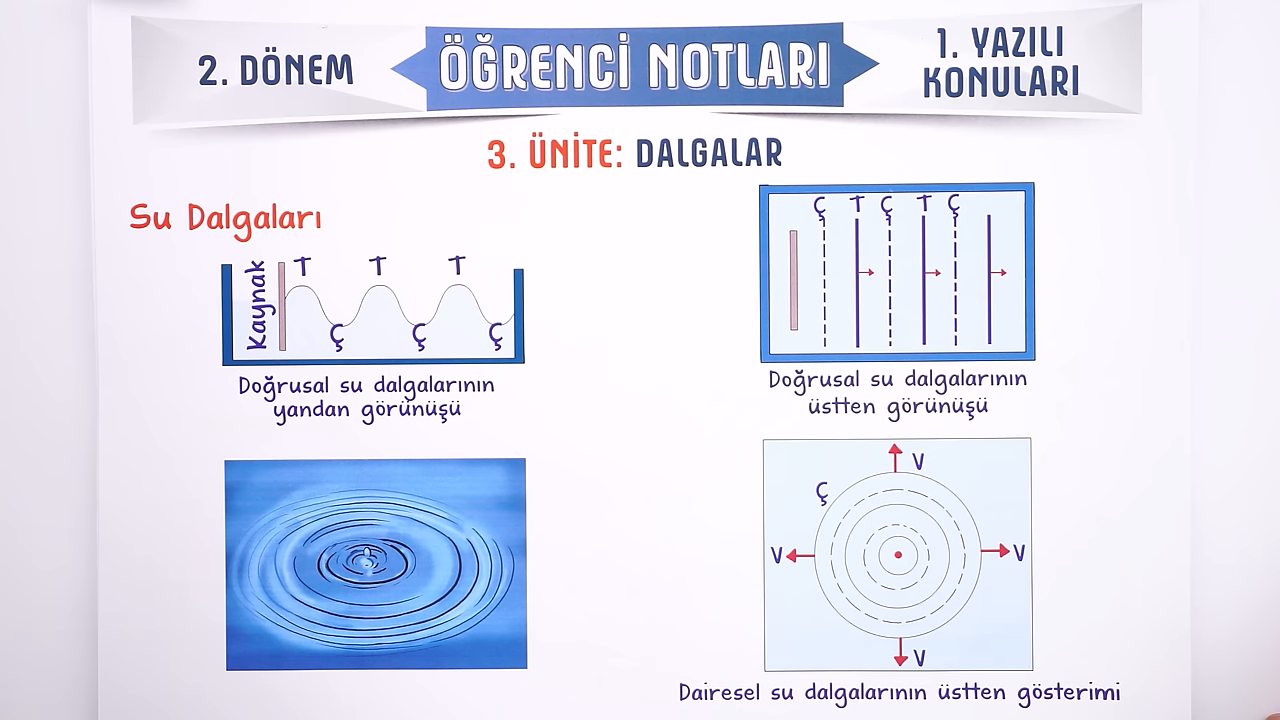 2. DÖNEM
ÖĞRENCİ NOTLARI
1. YAZILI
KONULARI
3. ÜNİTE: DALGALAR
Su Dalgaları
Kaynak
T T T
Ç Ç Ç
Doğrusal su dalgalarının
yandan görünüşü
Ç T Ç T Ç
Doğrusal su dalgalarının
üstten görünüşü
V
Ç
V V
V
Dairesel su dalgalarının üstten gösterimi